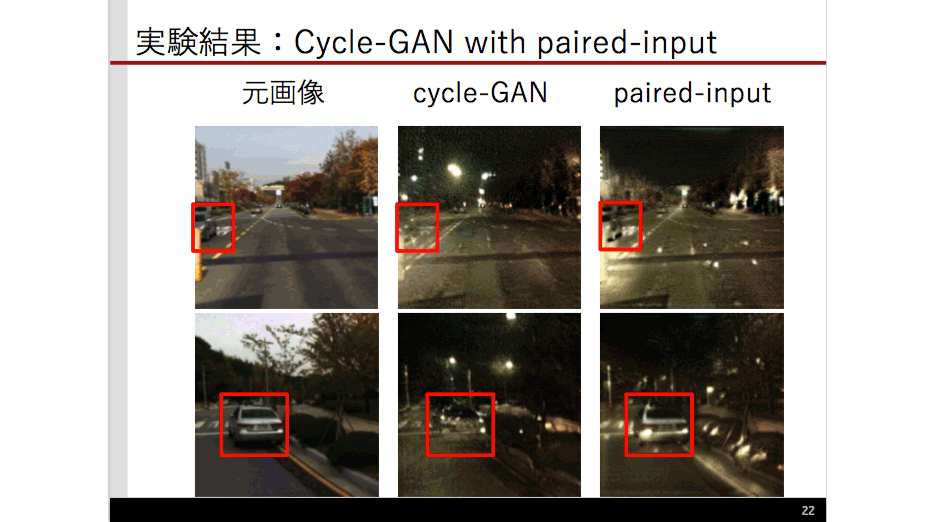 実験結果：Cycle-GAN with paired-input
元画像 cycle-GAN paired-input
22